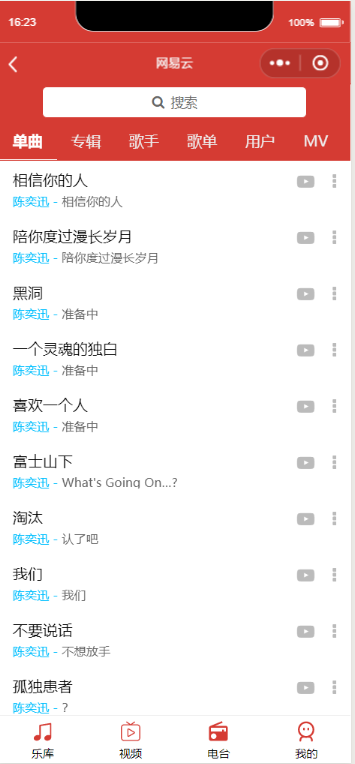 16:23 100%
网易云
搜索
单曲 专辑 歌手 歌单 用户 MV
相信你的人
陈奕迅 - 相信你的人
陪你度过漫长岁月
陈奕迅 - 陪你度过漫长岁月
黑洞
陈奕迅 - 准备中
一个灵魂的独白
陈奕迅 - 准备中
喜欢一个人
陈奕迅 - 准备中
富士山下
陈奕迅 - What's Going On...?
淘汰
陈奕迅 - 认了吧
我们
陈奕迅 - 我们
不要说话
陈奕迅 - 不想放手
孤独患者
陈奕迅 - ?
乐库 视频 电台 我的